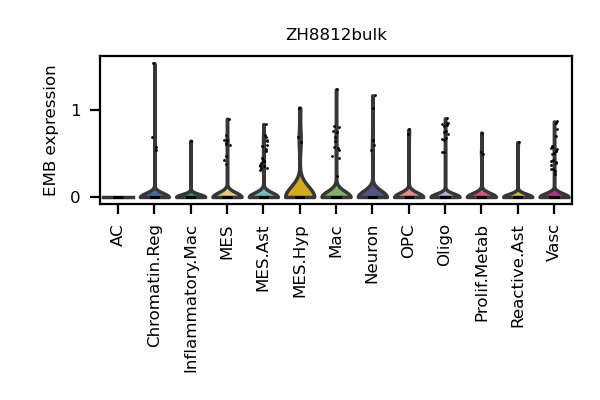 ZH8812bulk
EMB expression
1
0
AC
Chromatin.Reg
Inflammatory.Mac
MES
MES.Ast
MES.Hyp
Mac
Neuron
OPC
Oligo
Prolif.Metab
Reactive.Ast
Vasc